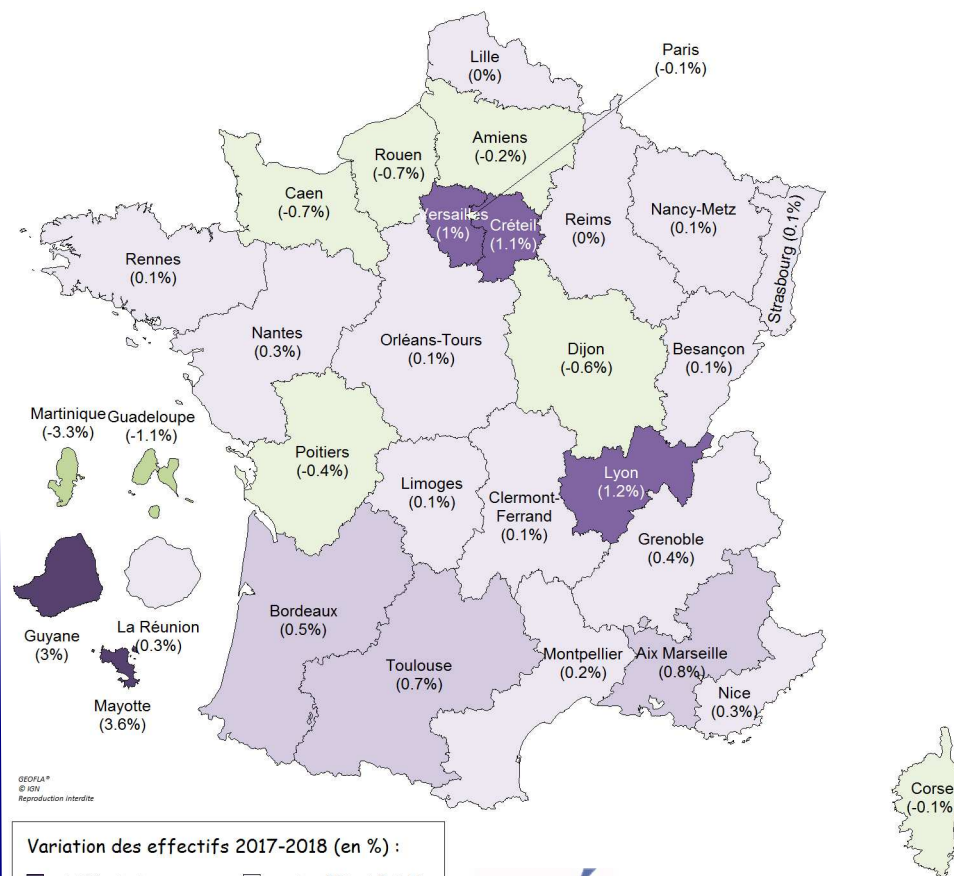 Lille
(0%)
Paris
(-0.1%)
Amiens
(-0.2%)
Rouen
(-0.7%)
Caen
(-0.7%)
Versailles
(1%)
Créteil
(1.1%)
Reims
(0%)
Nancy-Metz
(0.1%)
Strasbourg (0.1%)
Rennes
(0.1%)
Nantes
(0.3%)
Orléans-Tours
(0.1%)
Dijon
(-0.6%)
Besançon
(0.1%)
Martinique
(-3.3%)
Guadeloupe
(-1.1%)
Poitiers
(-0.4%)
Limoges
(0.1%)
Clermont-
Ferrand
(0.1%)
Lyon
(1.2%)
Grenoble
(0.4%)
Bordeaux
(0.5%)
Guyane
(3%)
La Réunion
(0.3%)
Toulouse
(0.7%)
Montpellier
(0.2%)
Aix Marseille
(0.8%)
Nice
(0.3%)
Mayotte
(3.6%)
Corse
(-0.1%
GEOFLA®
© IGN
Reproduction interdite
Variation des effectifs 2017-2018 (en %) :